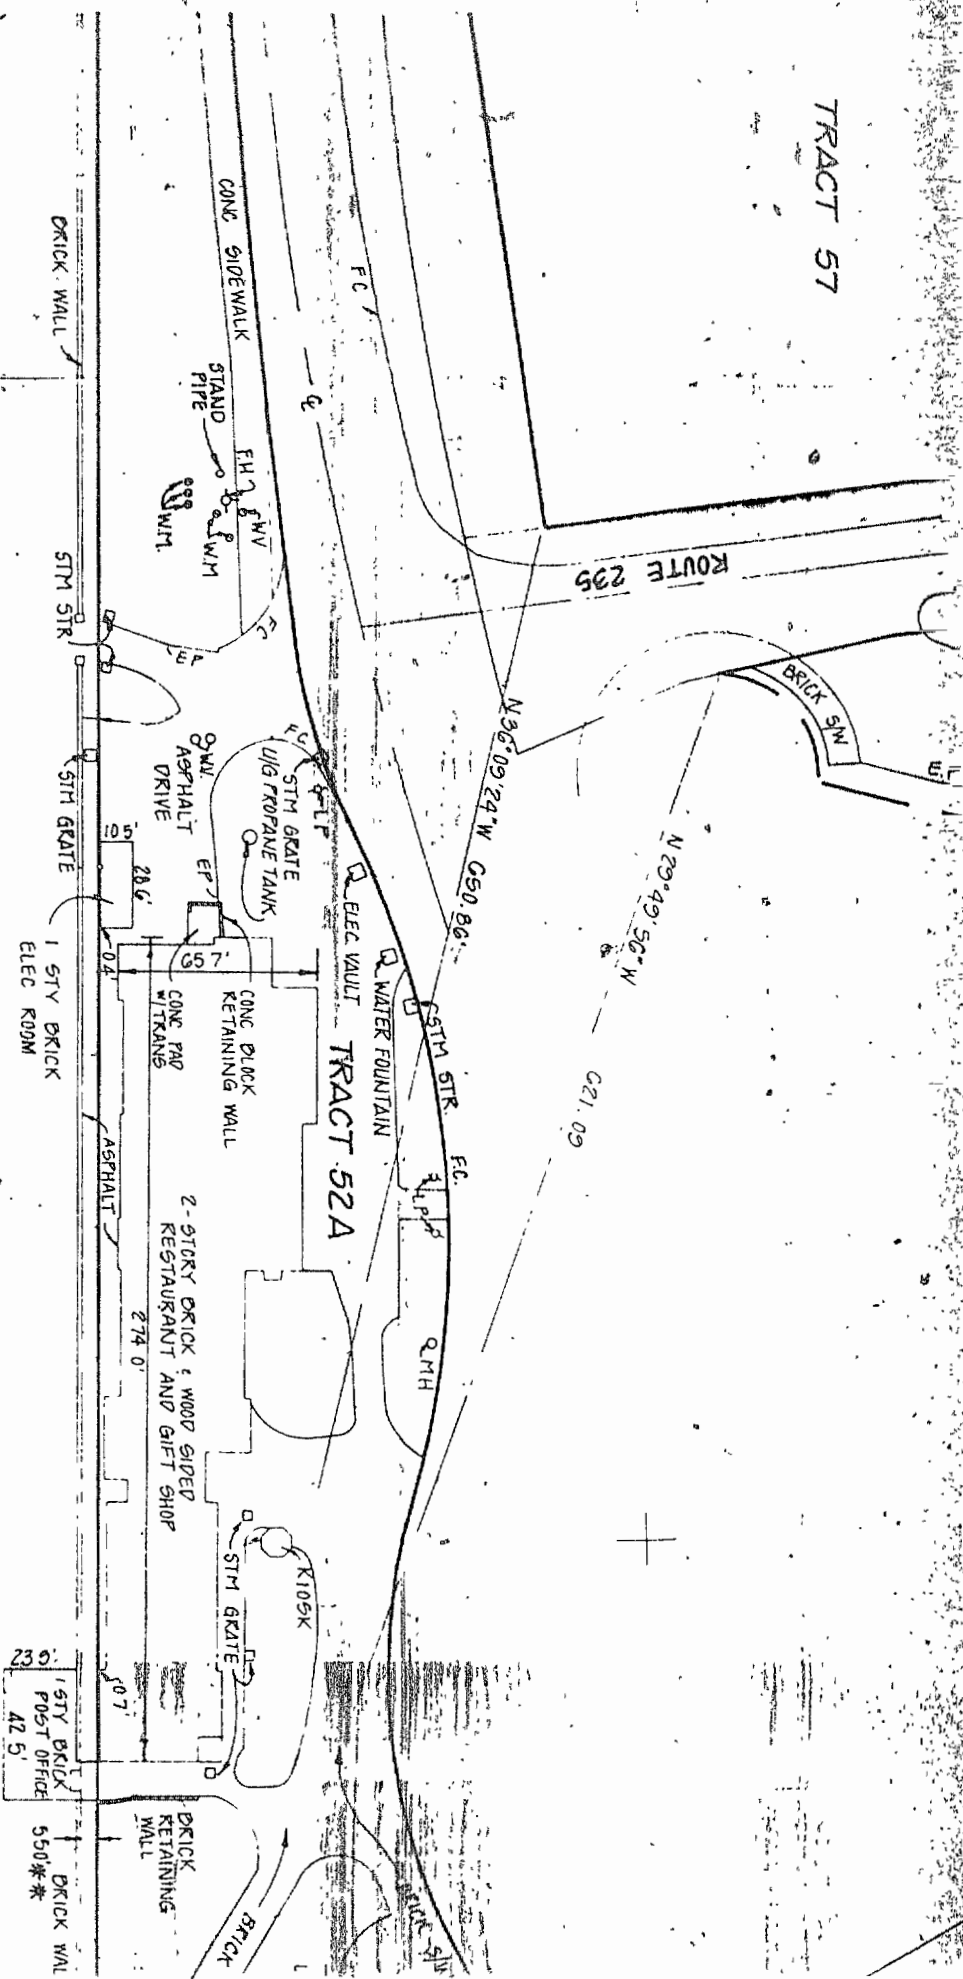 TRACT 57
ROUTE 235
BRICK S/W
N 36° 09' 24" W 650.86'
N 29° 49' 56" W
621.09
CONC SIDEWALK
F C
℄
BRICK WALL
STAND
PIPE
F.H
WV
W.M
W.M.
STM STR
FC
EP
WV.
ASPHALT
DRIVE
FC
STM GRATE
U/G PROPANE TANK
LP
STM GRATE
10 5'
28 6'
EP
ELEC VAULT
WATER FOUNTAIN
STM STR.
F.C.
LP
MH
65 7'
0.4
1 STY BRICK
ELEC ROOM
CONC PAD
W/TRANS
CONC BLOCK
RETAINING WALL
TRACT 52A
ASPHALT
2 - STORY BRICK & WOOD SIDED
RESTAURANT AND GIFT SHOP
274 0'
KIOSK
STM GRATE
23 9'
0 7'
1 STY BRICK
POST OFFICE
42 5'
BRICK
RETAINING
WALL
BRICK WAL
550'**
BRICK
BRICK S/W